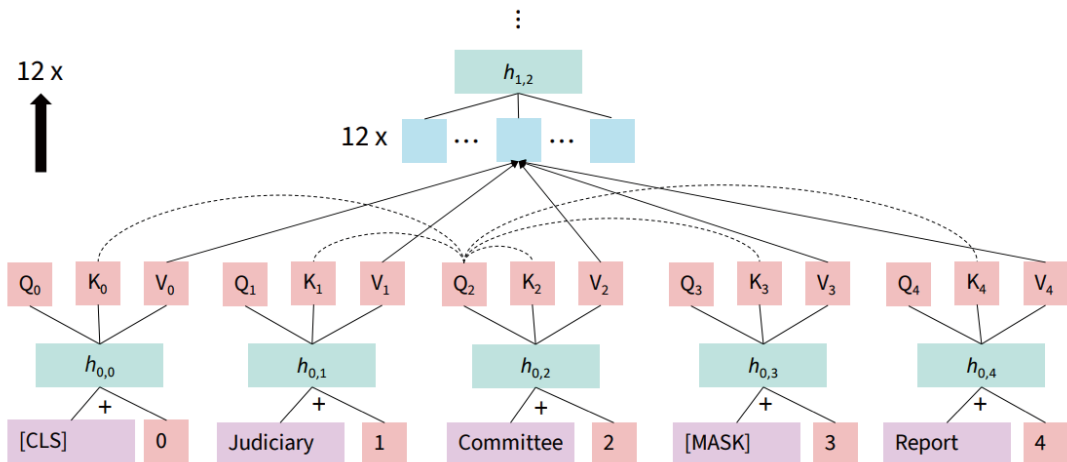 ⋮
12 x
h1,2
12 x ... ...
Q0 K0 V0 Q1 K1 V1 Q2 K2 V2 Q3 K3 V3 Q4 K4 V4
h0,0 h0,1 h0,2 h0,3 h0,4
+ + + + +
[CLS] 0 Judiciary 1 Committee 2 [MASK] 3 Report 4